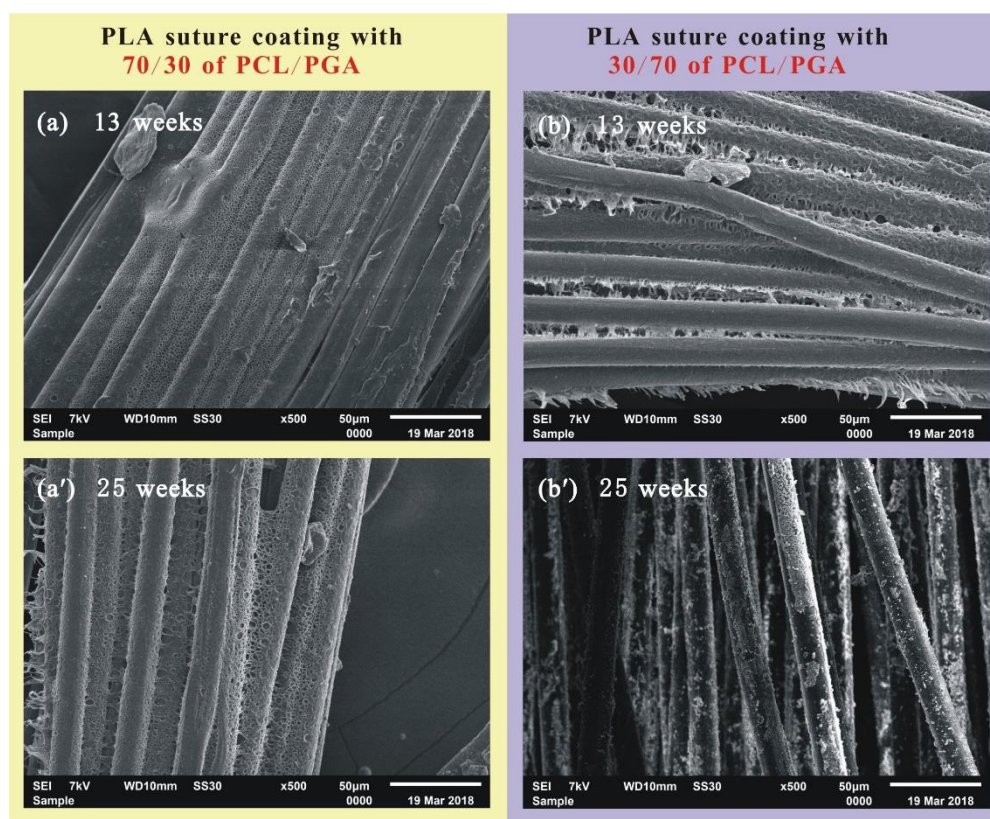 PLA suture coating with
70/30 of PCL/PGA
PLA suture coating with
30/70 of PCL/PGA
(a) 13 weeks
SEI 7kV WD10mm SS30 x500 50μm
Sample 0000 19 Mar 2018
(b) 13 weeks
SEI 7kV WD10mm SS30 x500 50μm
Sample 0000 19 Mar 2018
(a′) 25 weeks
SEI 7kV WD10mm SS30 x500 50μm
Sample 0000 19 Mar 2018
(b′) 25 weeks
SEI 7kV WD10mm SS30 x500 50μm
Sample 0000 19 Mar 2018